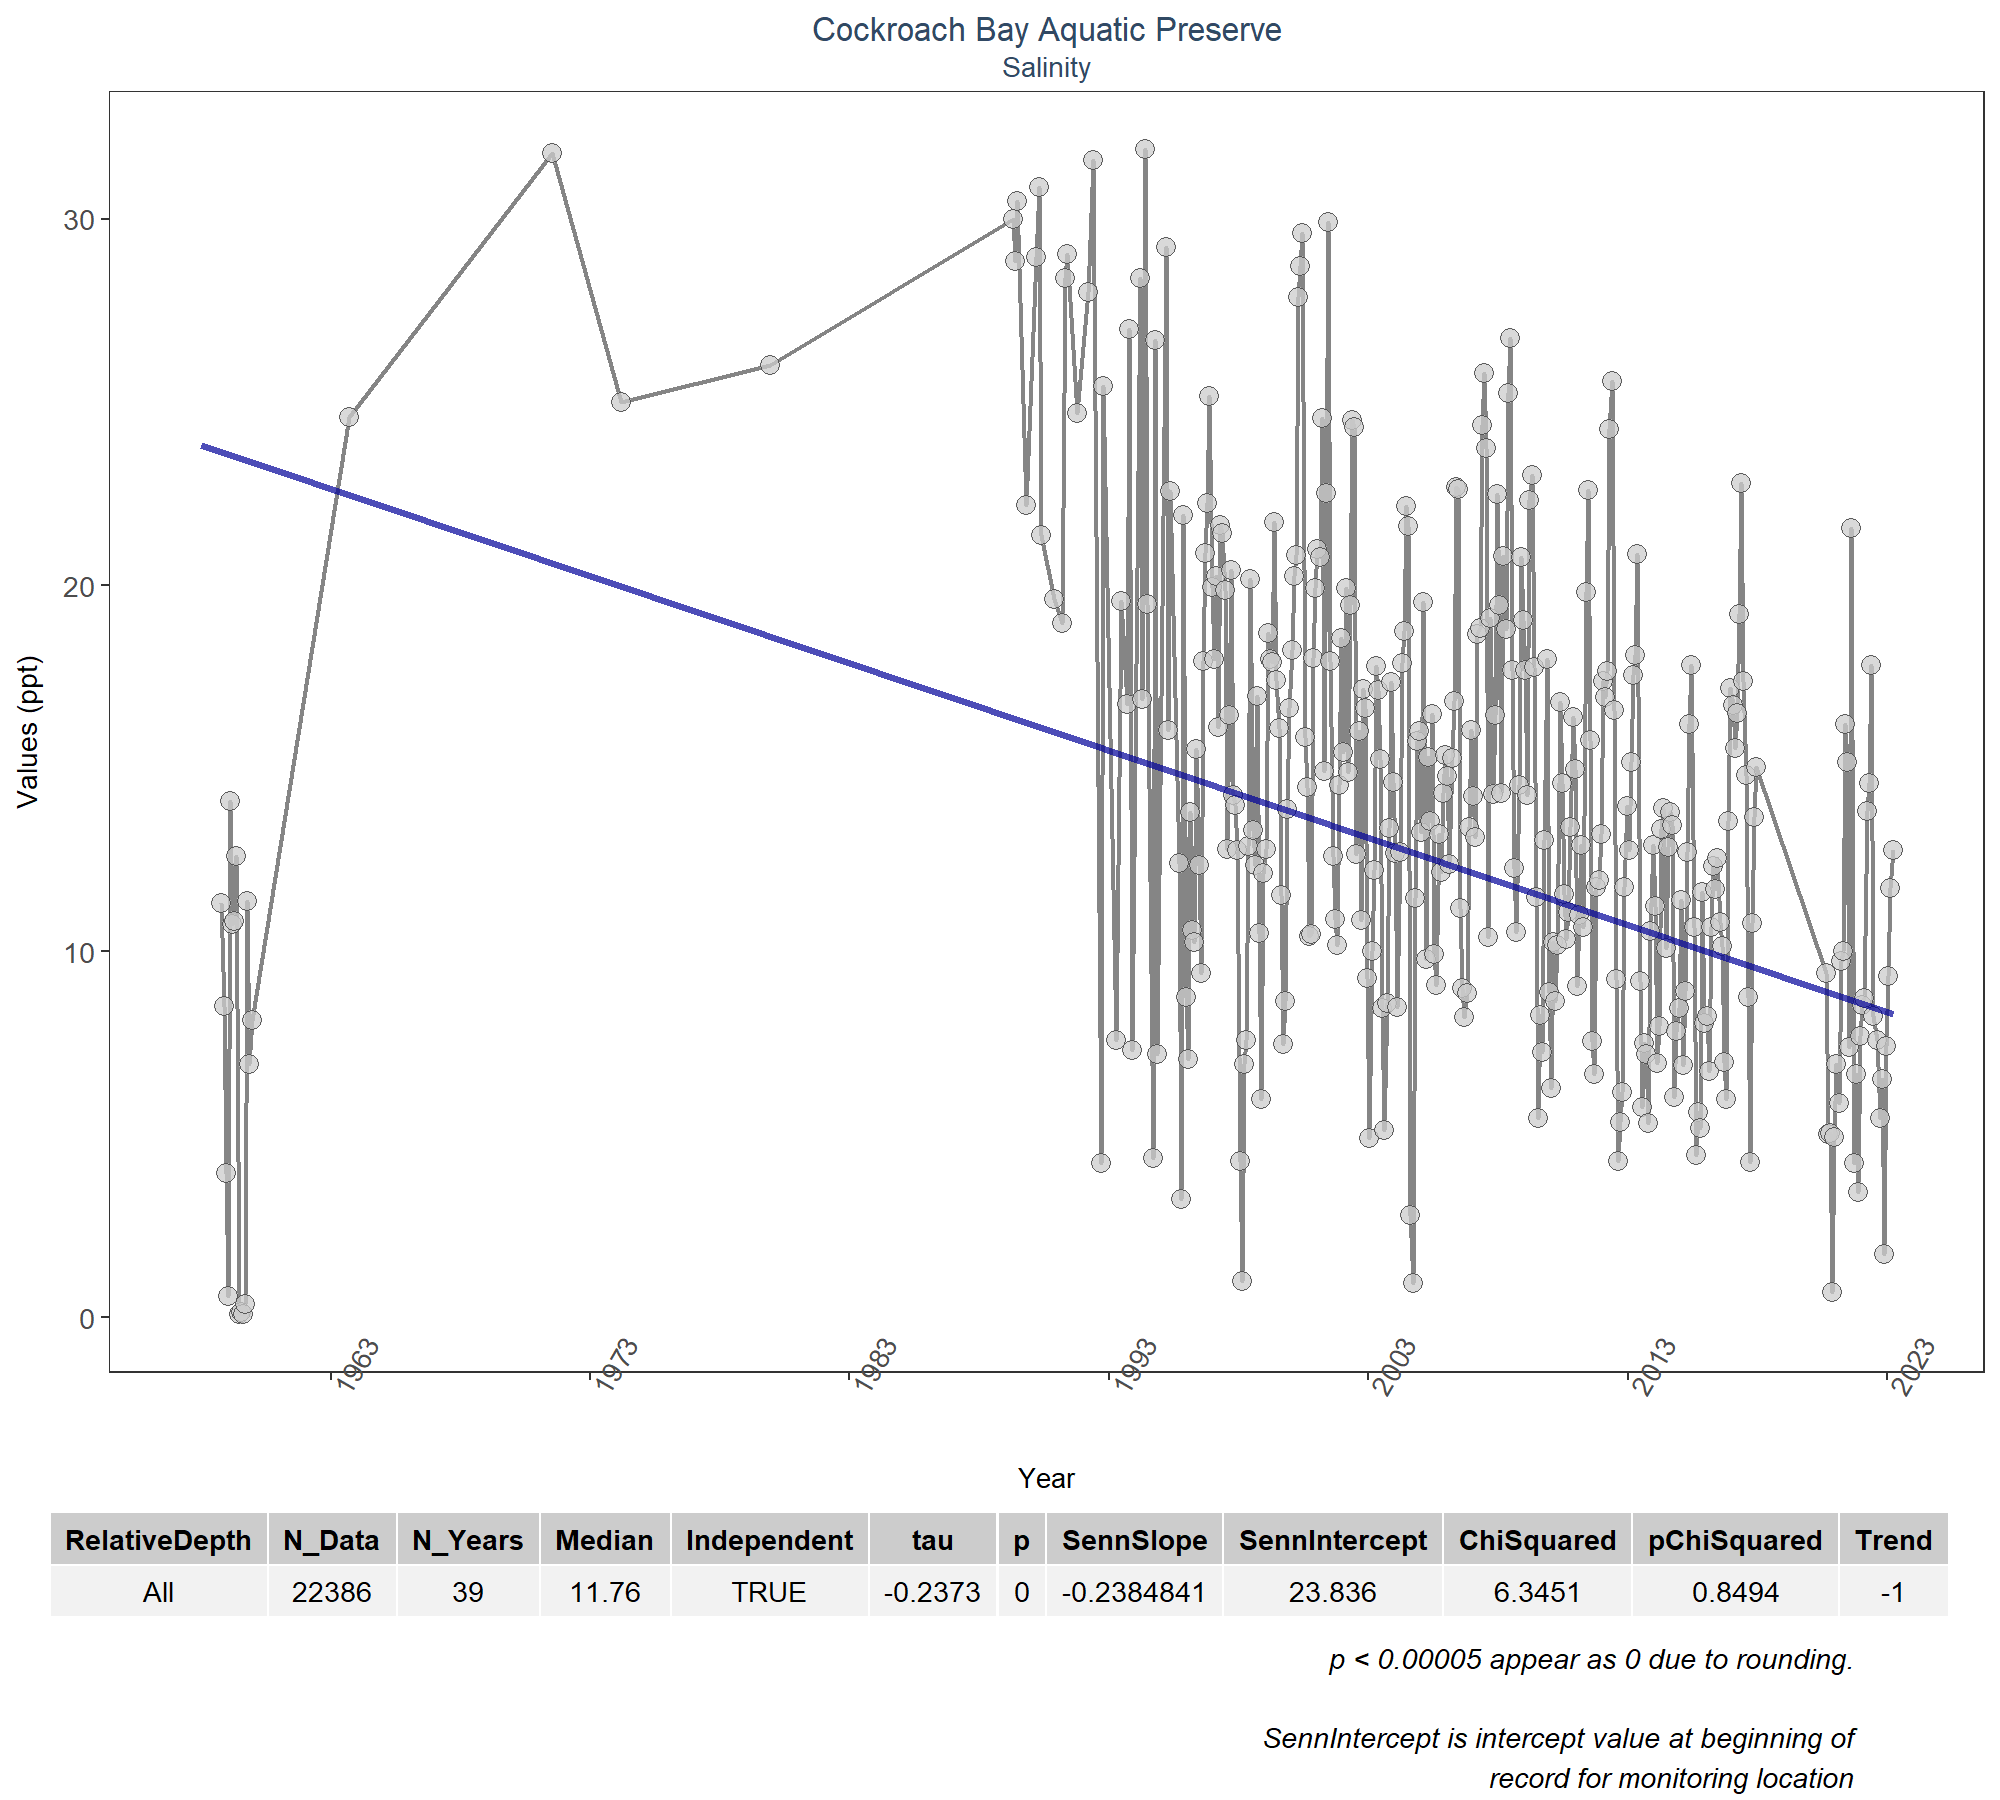 Cockroach Bay Aquatic Preserve
Salinity
Values (ppt)
30
20
10
0
1963 1973 1983 1993 2003 2013 2023
Year
RelativeDepth N_Data N_Years Median Independent tau p SennSlope SennIntercept ChiSquared pChiSquared Trend
All 22386 39 11.76 TRUE -0.2373 0 -0.2384841 23.836 6.3451 0.8494 -1
p < 0.00005 appear as 0 due to rounding.
SennIntercept is intercept value at beginning of
record for monitoring location